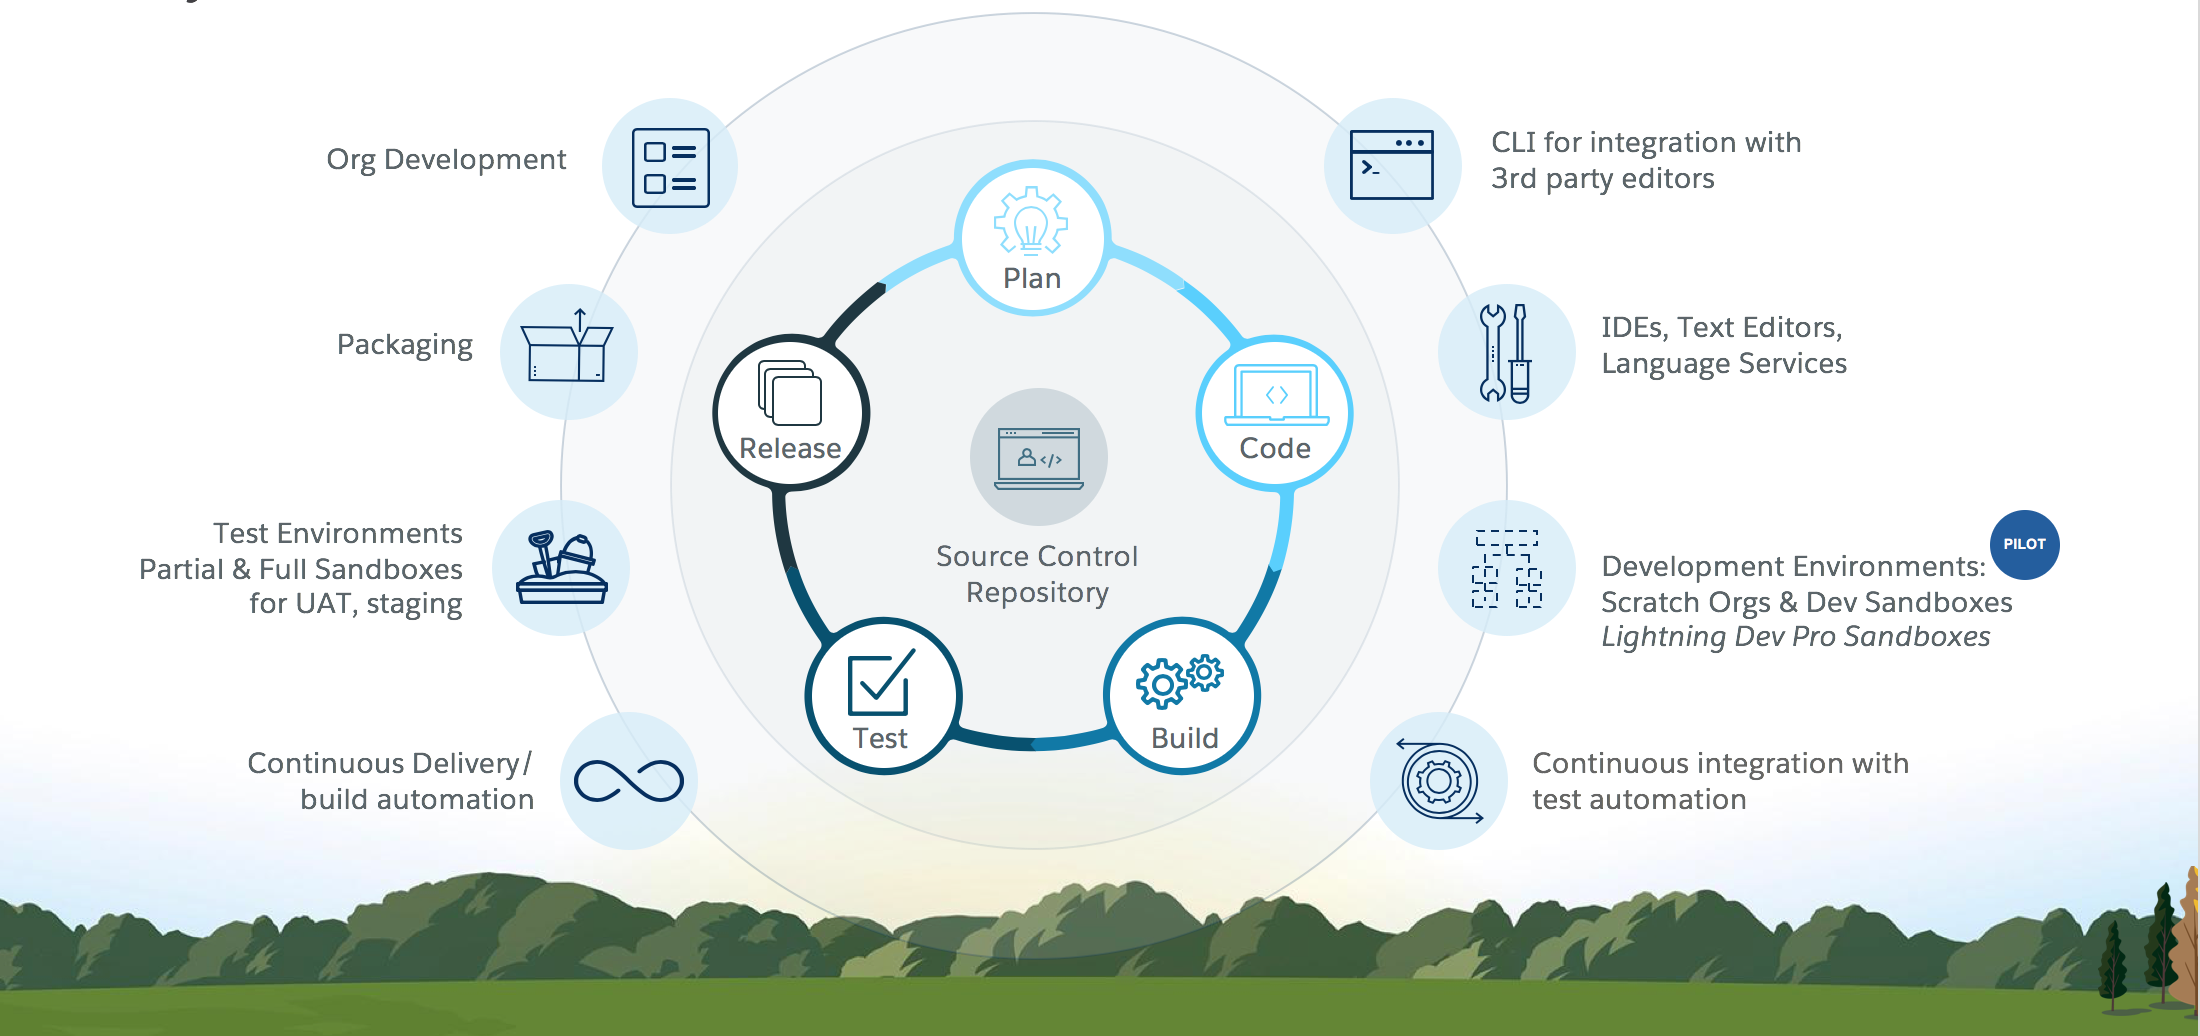 Org Development
CLI for integration with
3rd party editors
Plan
Packaging
IDEs, Text Editors,
Language Services
Release
Code
Source Control
Repository
Test Environments
Partial & Full Sandboxes
for UAT, staging
PILOT
Development Environments:
Scratch Orgs & Dev Sandboxes
Lightning Dev Pro Sandboxes
Test
Build
Continuous Delivery/
build automation
Continuous integration with
test automation